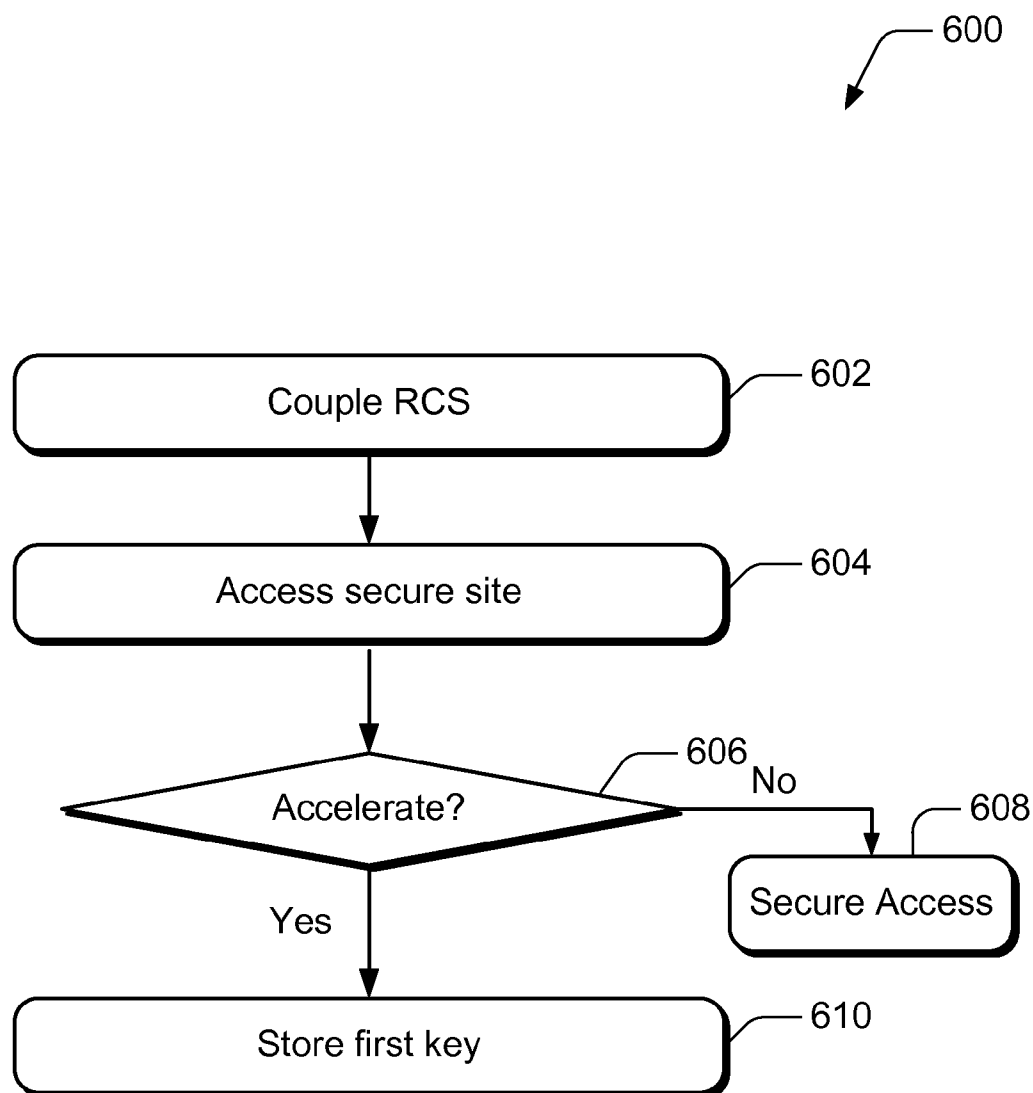 600
Couple RCS
602
Access secure site
604
606
Accelerate?
No
608
Secure Access
Yes
Store first key
610